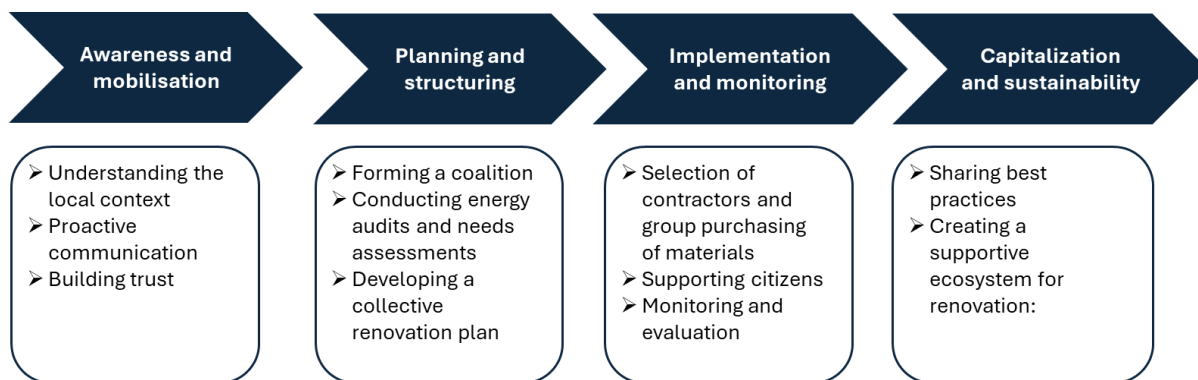 Awareness and
mobilisation
Planning and
structuring
Implementation
and monitoring
Capitalization
and sustainability
➢ Understanding the
local context
➢ Proactive
communication
➢ Building trust
➢ Forming a coalition
➢ Conducting energy
audits and needs
assessments
➢ Developing a
collective
renovation plan
➢ Selection of
contractors and
group purchasing
of materials
➢ Supporting citizens
➢ Monitoring and
evaluation
➢ Sharing best
practices
➢ Creating a
supportive
ecosystem for
renovation: